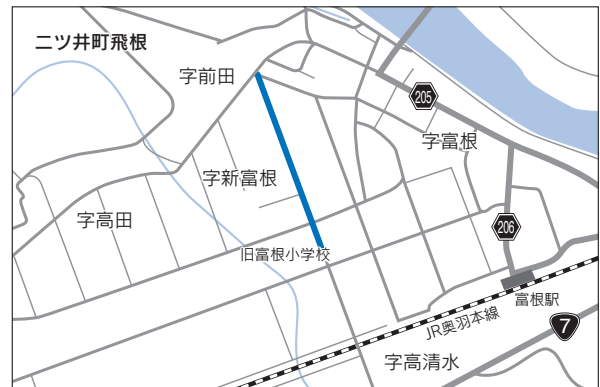 二ツ井町飛根
字前田
205
字富根
字新富根
字高田
206
旧富根小学校
富根駅
JR奥羽本線
7
字高清水